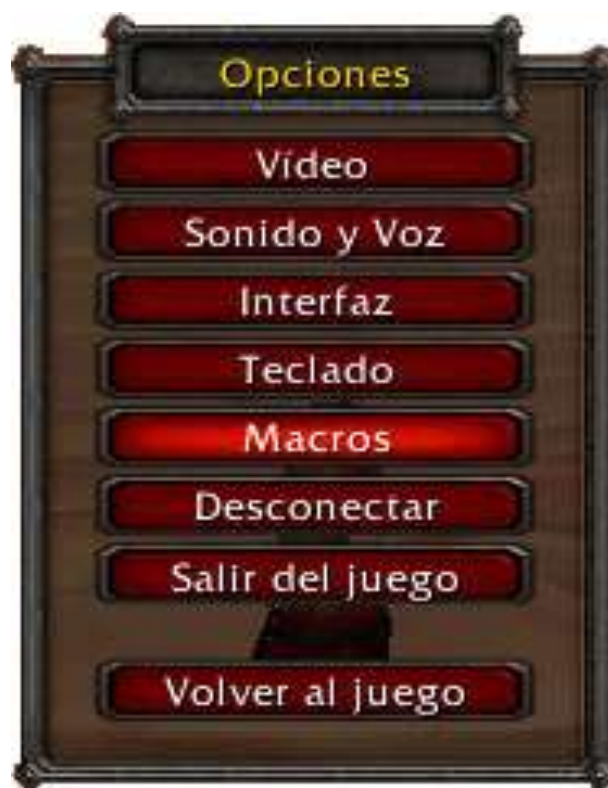 Opciones
Vídeo
Sonido y Voz
Interfaz
Teclado
Macros
Desconectar
Salir del juego
Volver al juego